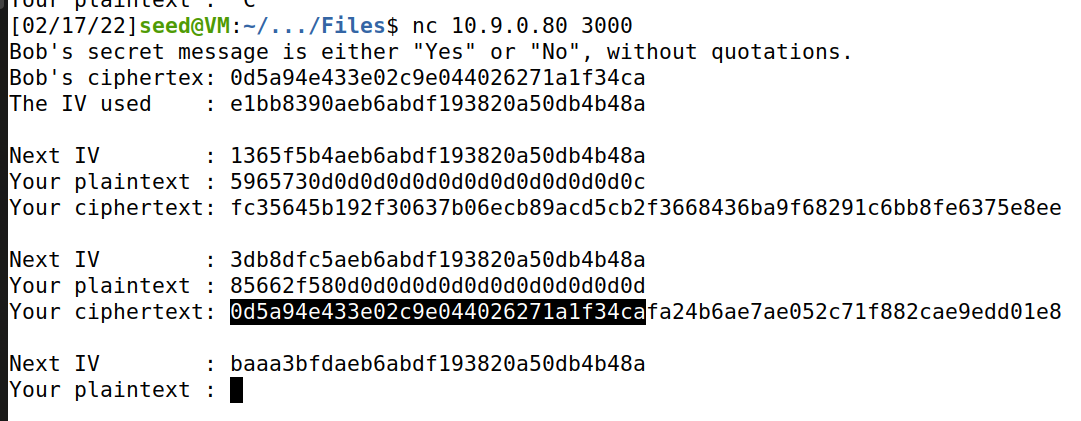 Your plaintext : C
[02/17/22]seed@VM:~/.../Files$ nc 10.9.0.80 3000
Bob's secret message is either "Yes" or "No", without quotations.
Bob's ciphertex: 0d5a94e433e02c9e044026271a1f34ca
The IV used    : e1bb8390aeb6abdf193820a50db4b48a
Next IV        : 1365f5b4aeb6abdf193820a50db4b48a
Your plaintext : 5965730d0d0d0d0d0d0d0d0d0d0d0d0c
Your ciphertext: fc35645b192f30637b06ecb89acd5cb2f3668436ba9f68291c6bb8fe6375e8ee
Next IV        : 3db8dfc5aeb6abdf193820a50db4b48a
Your plaintext : 85662f580d0d0d0d0d0d0d0d0d0d0d0d
Your ciphertext: 0d5a94e433e02c9e044026271a1f34cafa24b6ae7ae052c71f882cae9edd01e8
Next IV        : baaa3bfdaeb6abdf193820a50db4b48a
Your plaintext :